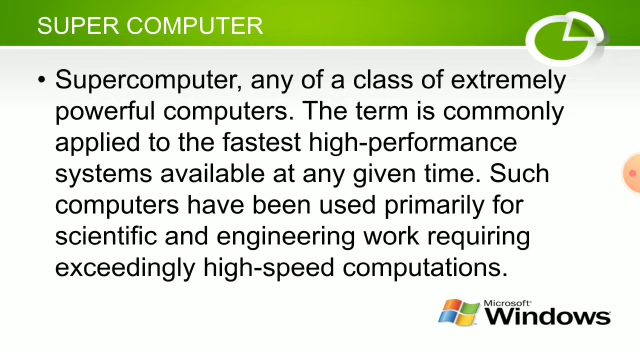 SUPER COMPUTER
• Supercomputer, any of a class of extremely
powerful computers. The term is commonly
applied to the fastest high-performance
systems available at any given time. Such
computers have been used primarily for
scientific and engineering work requiring
exceedingly high-speed computations.
Microsoft
Windows